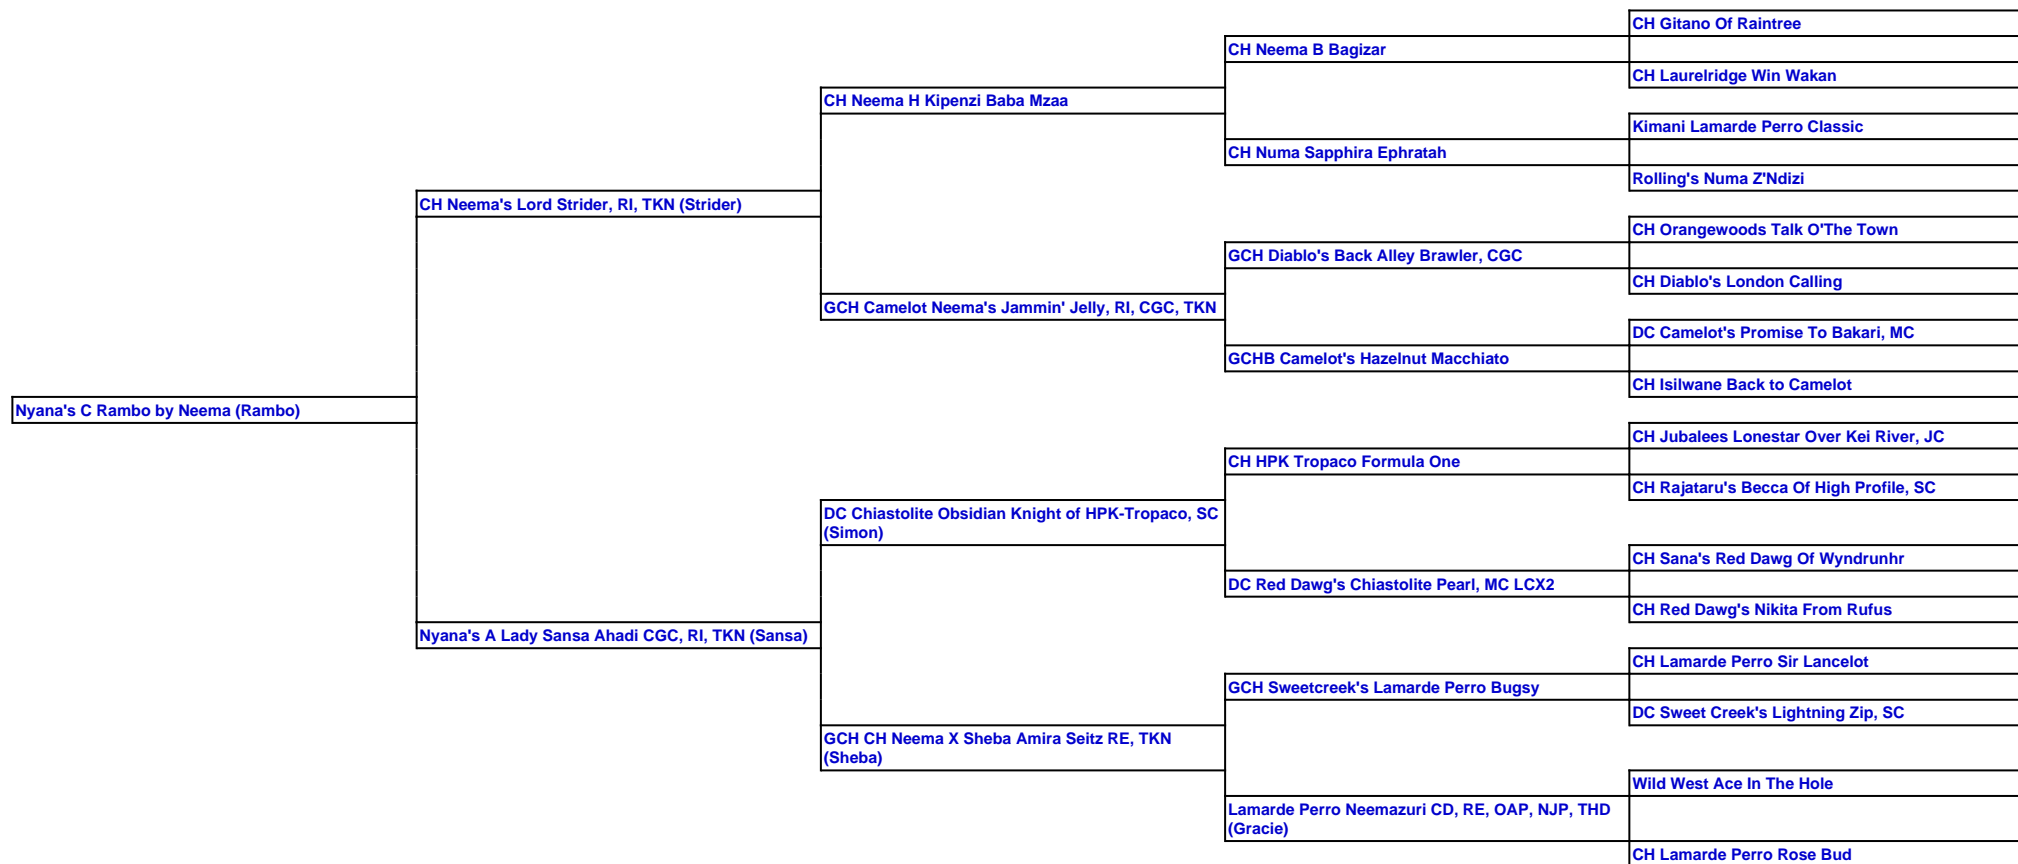 CH Gitano Of Raintree
CH Neema B Bagizar
CH Laurelridge Win Wakan
CH Neema H Kipenzi Baba Mzaa
Kimani Lamarde Perro Classic
CH Numa Sapphira Ephratah
Rolling's Numa Z'Ndizi
CH Neema's Lord Strider, RI, TKN (Strider)
CH Orangewoods Talk O'The Town
GCH Diablo's Back Alley Brawler, CGC
CH Diablo's London Calling
GCH Camelot Neema's Jammin' Jelly, RI, CGC, TKN
DC Camelot's Promise To Bakari, MC
GCHB Camelot's Hazelnut Macchiato
CH Isilwane Back to Camelot
Nyana's C Rambo by Neema (Rambo)
CH Jubalees Lonestar Over Kei River, JC
CH HPK Tropaco Formula One
CH Rajataru's Becca Of High Profile, SC
DC Chiastolite Obsidian Knight of HPK-Tropaco, SC
(Simon)
CH Sana's Red Dawg Of Wyndrunhr
DC Red Dawg's Chiastolite Pearl, MC LCX2
CH Red Dawg's Nikita From Rufus
Nyana's A Lady Sansa Ahadi CGC, RI, TKN (Sansa)
CH Lamarde Perro Sir Lancelot
GCH Sweetcreek's Lamarde Perro Bugsy
DC Sweet Creek's Lightning Zip, SC
GCH CH Neema X Sheba Amira Seitz RE, TKN
(Sheba)
Wild West Ace In The Hole
Lamarde Perro Neemazuri CD, RE, OAP, NJP, THD
(Gracie)
CH Lamarde Perro Rose Bud